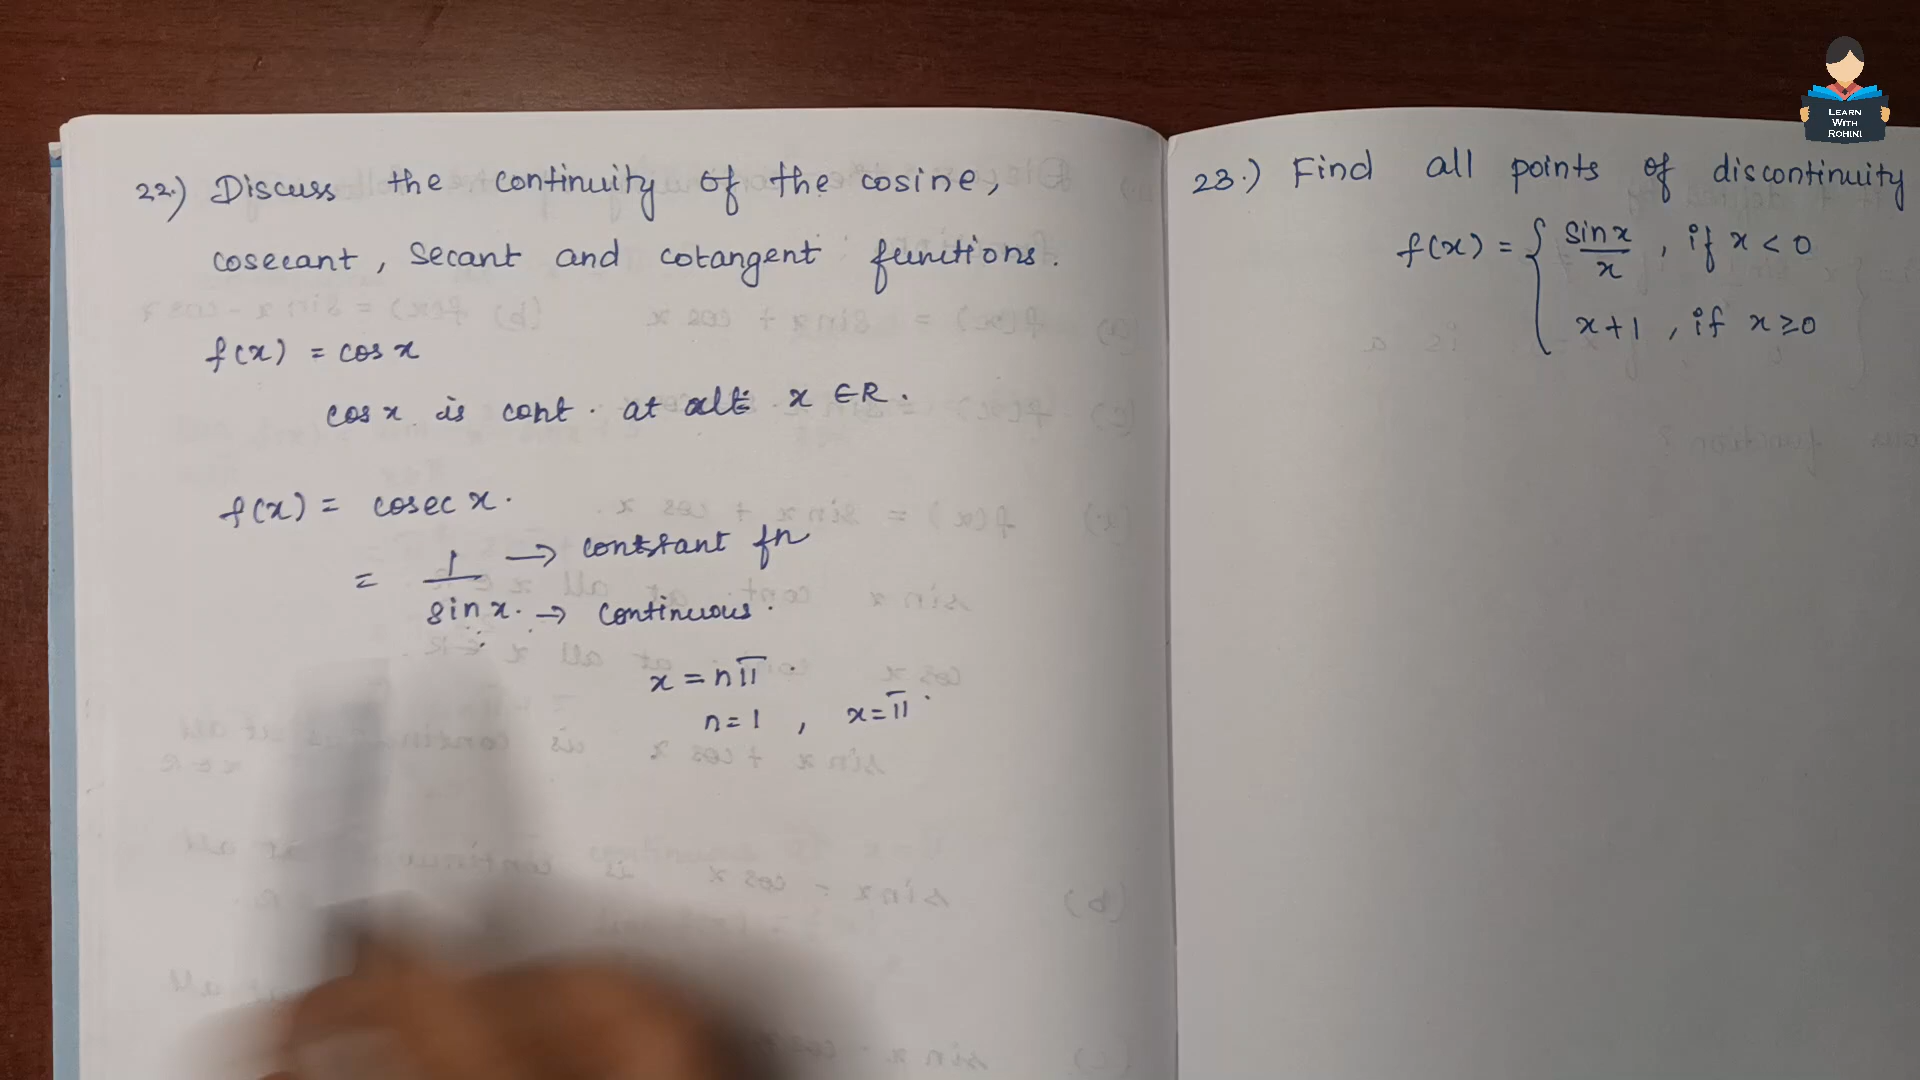 22.) Discuss the continuity of the cosine,
cosecant, secant and cotangent functions.
f(x) = cos x
cos x is cont. at all x ∈ R.
f(x) = cosec x.
= 1/sin x. → constant fn
→ continuous.
x = nπ.
n = 1, x = π.
23.) Find all points of discontinuity
f(x) = { sin x / x, if x < 0
x + 1, if x ≥ 0
LEARN
WITH
ROHINI